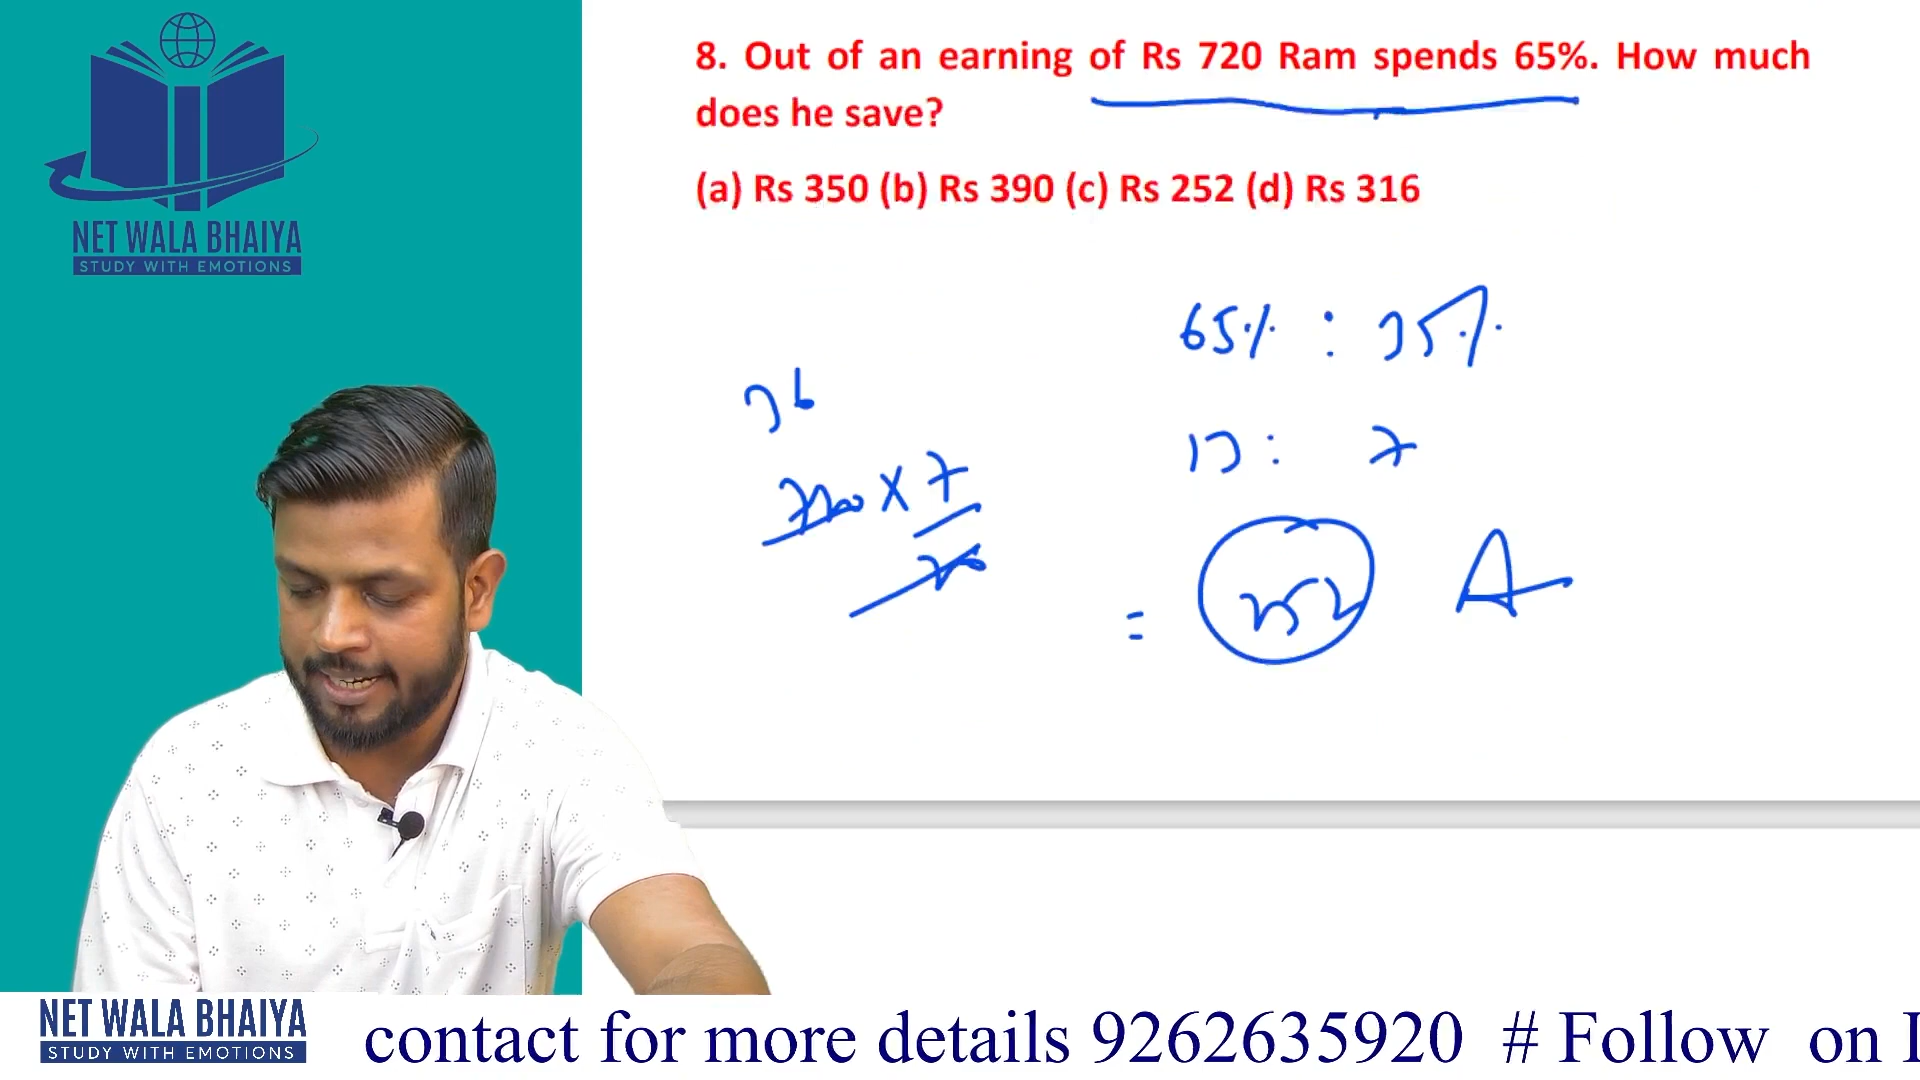 8. Out of an earning of Rs 720 Ram spends 65%. How much
does he save?
(a) Rs 350 (b) Rs 390 (c) Rs 252 (d) Rs 316
NET WALA BHAIYA
STUDY WITH EMOTIONS
65% : 35%
36
13 : 7
720 x 7
20
= 252 A
NET WALA BHAIYA
STUDY WITH EMOTIONS
contact for more details 9262635920 # Follow on